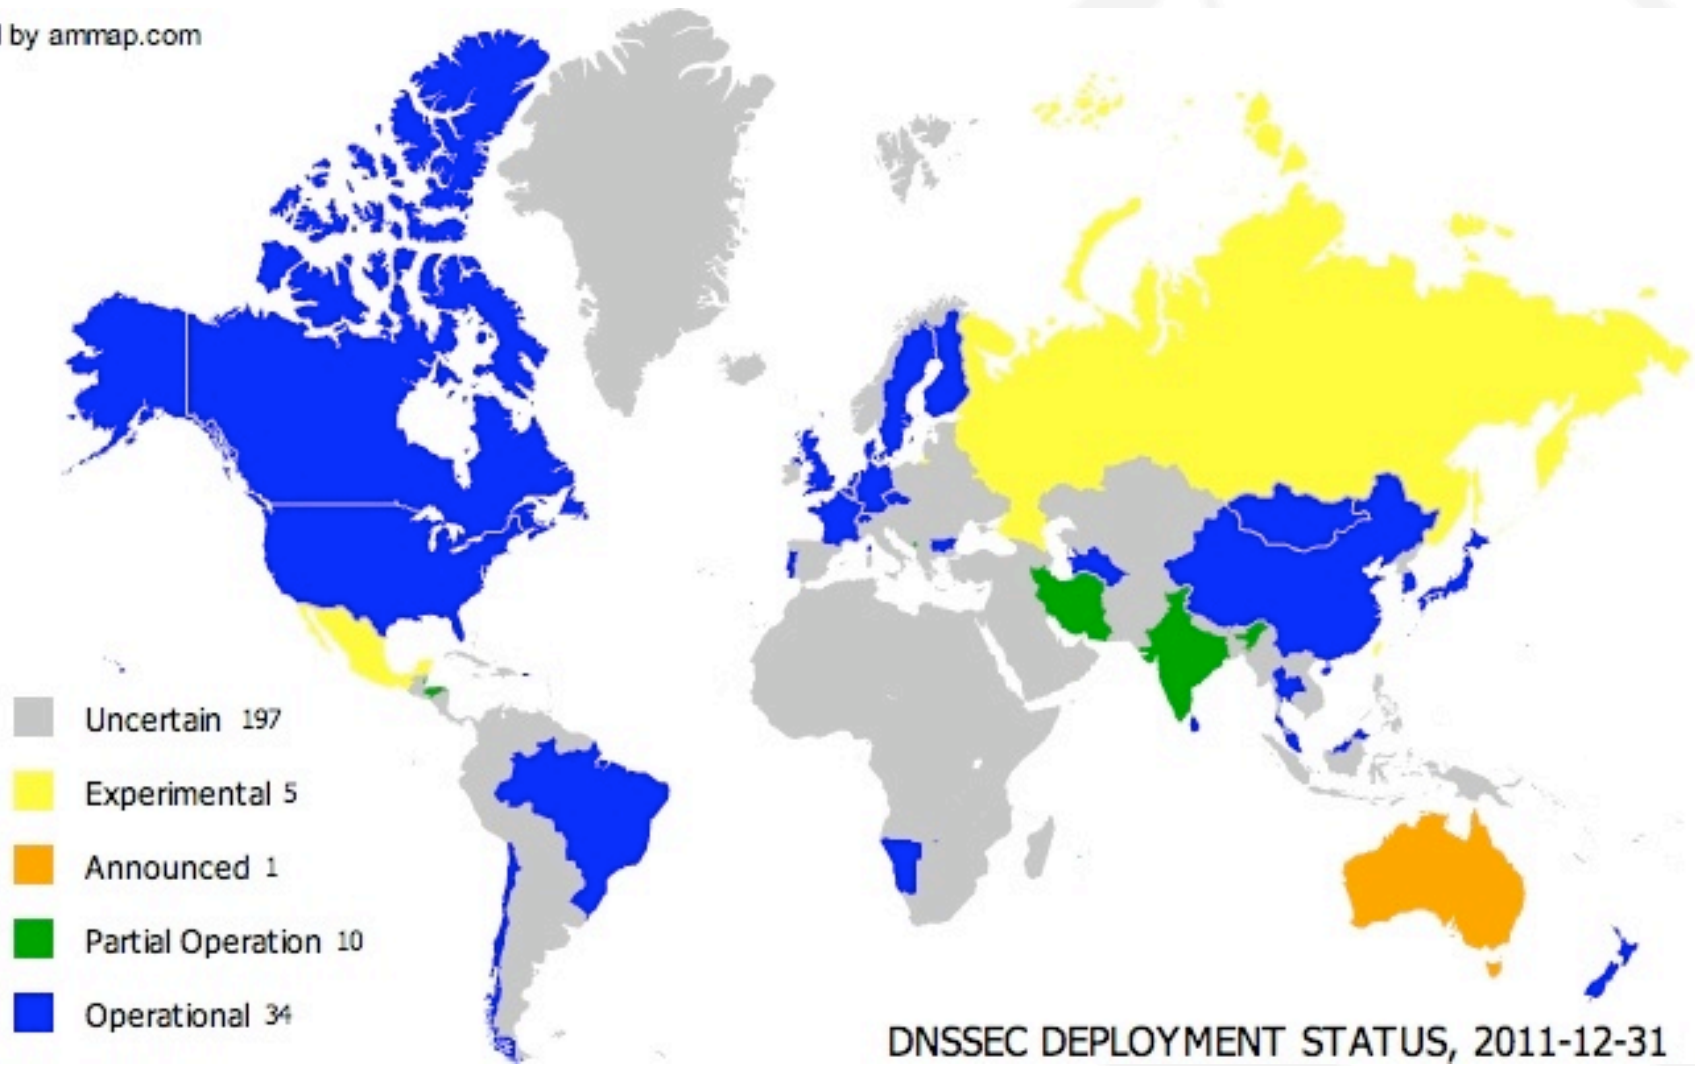 by ammap.com
Uncertain 197
Experimental 5
Announced 1
Partial Operation 10
Operational 34
DNSSEC DEPLOYMENT STATUS, 2011-12-31